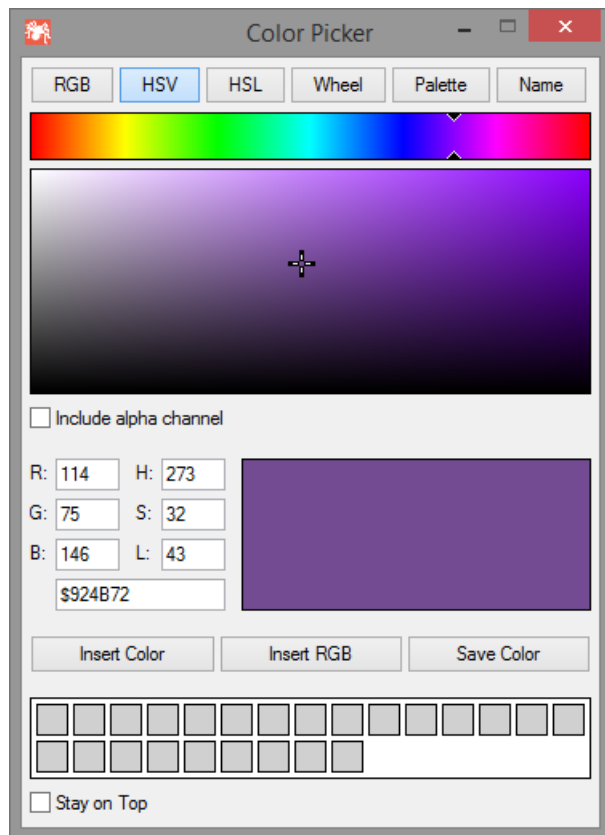 Color Picker
RGB HSV HSL Wheel Palette Name
Include alpha channel
R: 114 H: 273
G: 75 S: 32
B: 146 L: 43
$924B72
Insert Color Insert RGB Save Color
Stay on Top